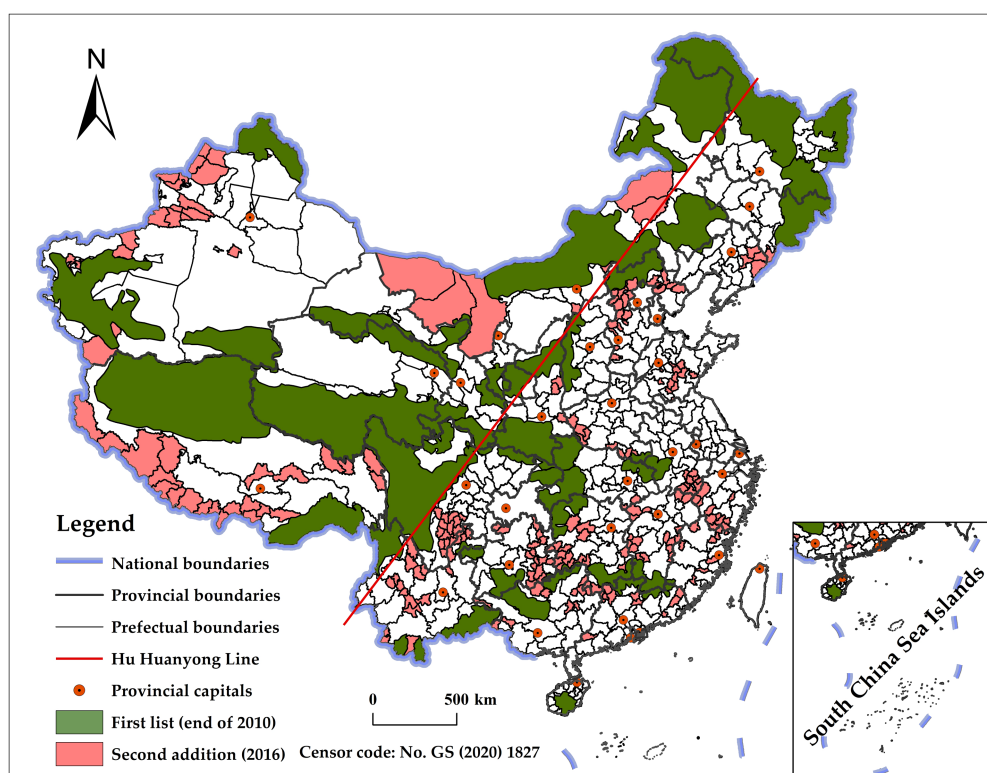 N
Legend
National boundaries
Provincial boundaries
Prefectual boundaries
Hu Huanyong Line
Provincial capitals
First list (end of 2010)
Second addition (2016)
0 500 km
Censor code: No. GS (2020) 1827
South China Sea Islands